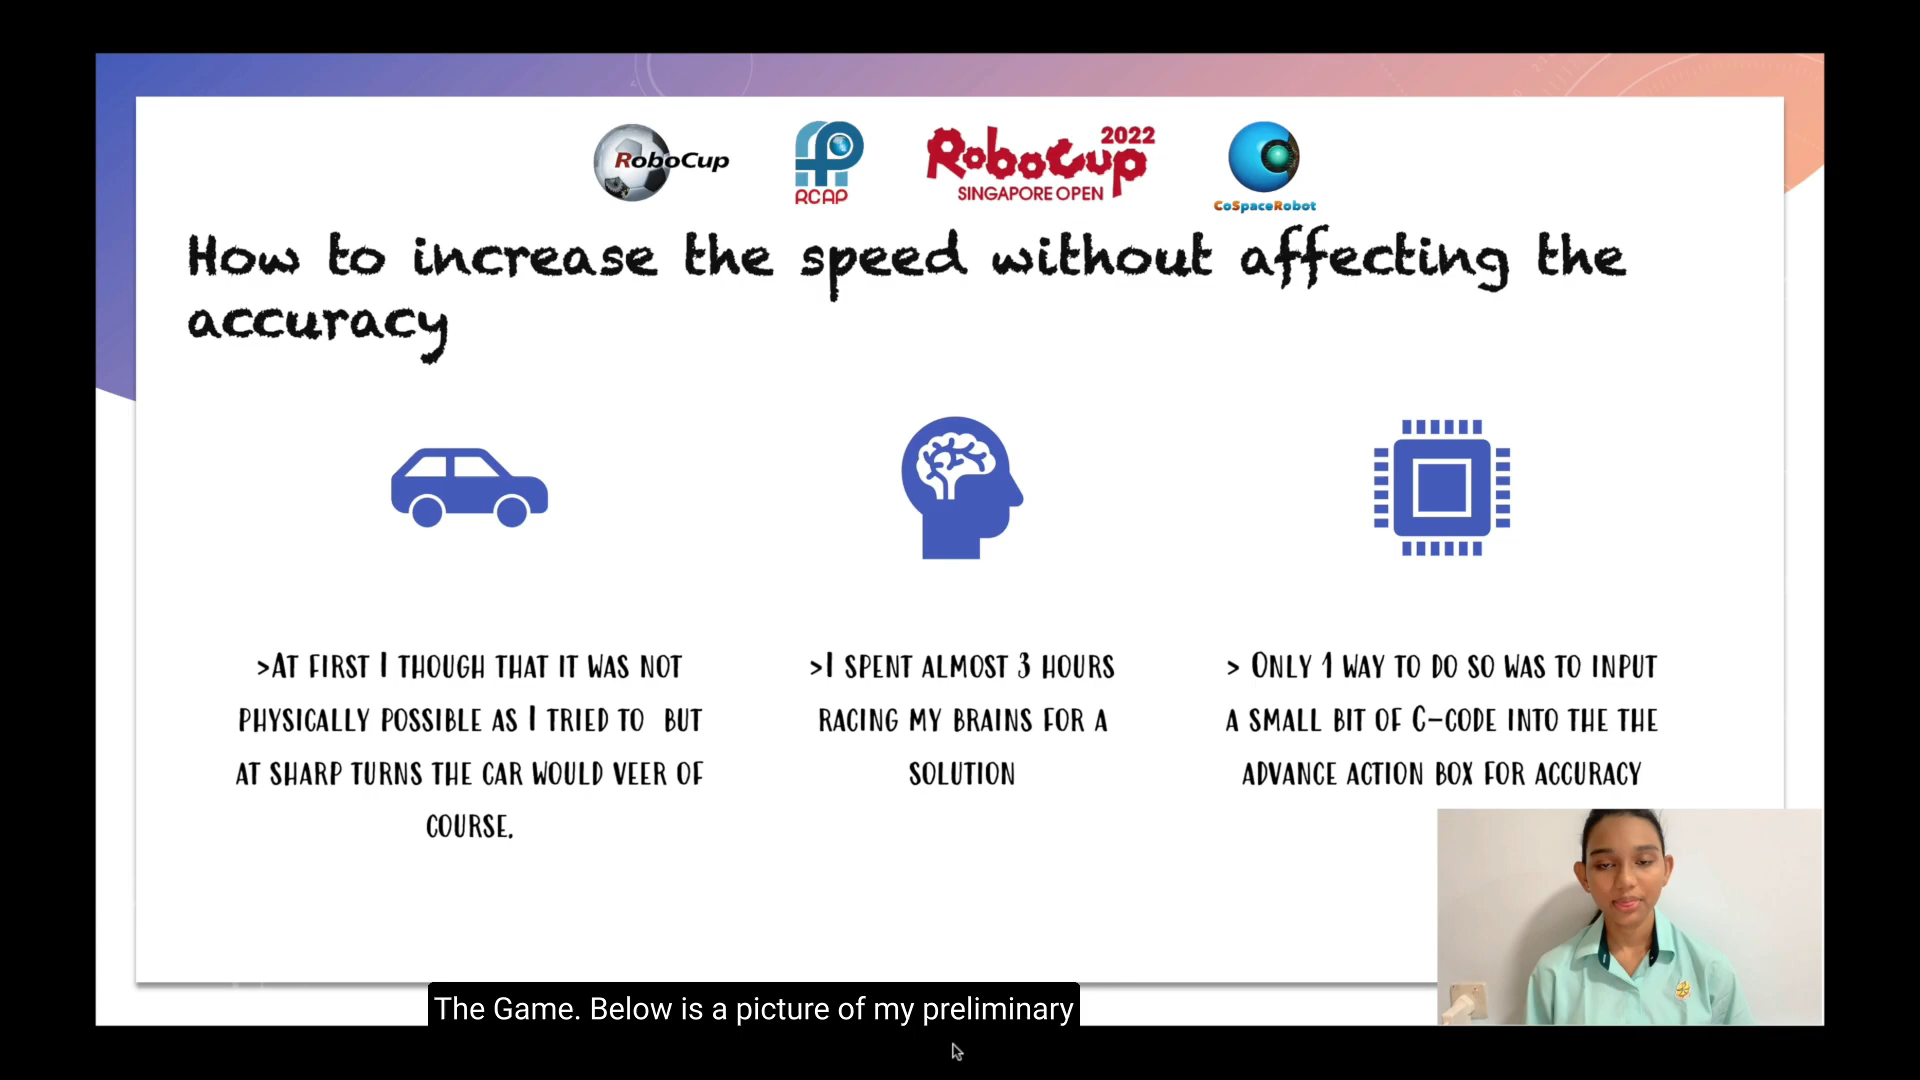 RoboCup
RCAP
RoboCup 2022
SINGAPORE OPEN
CoSpaceRobot
How to increase the speed without affecting the
accuracy
>At first I though that it was not
physically possible as I tried to but
at sharp turns the car would veer of
course.
>I spent almost 3 hours
racing my brains for a
solution
> Only 1 way to do so was to input
a small bit of C-code into the the
advance action box for accuracy
The Game. Below is a picture of my preliminary